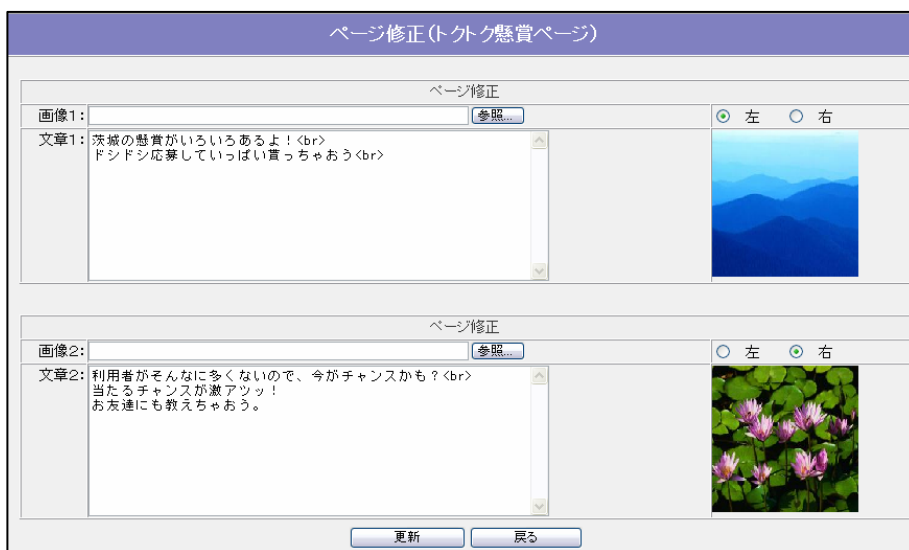 ページ修正(トクトク懸賞ページ)
ページ修正
画像1: 参照... 左 右
文章1: 茨城の懸賞がいろいろあるよ!<br>
ドシドシ応募していっぱい貰っちゃおう<br>
ページ修正
画像2: 参照... 左 右
文章2: 利用者がそんなに多くないので、今がチャンスかも?<br>
当たるチャンスが激アツッ!
お友達にも教えちゃおう。
更新 戻る